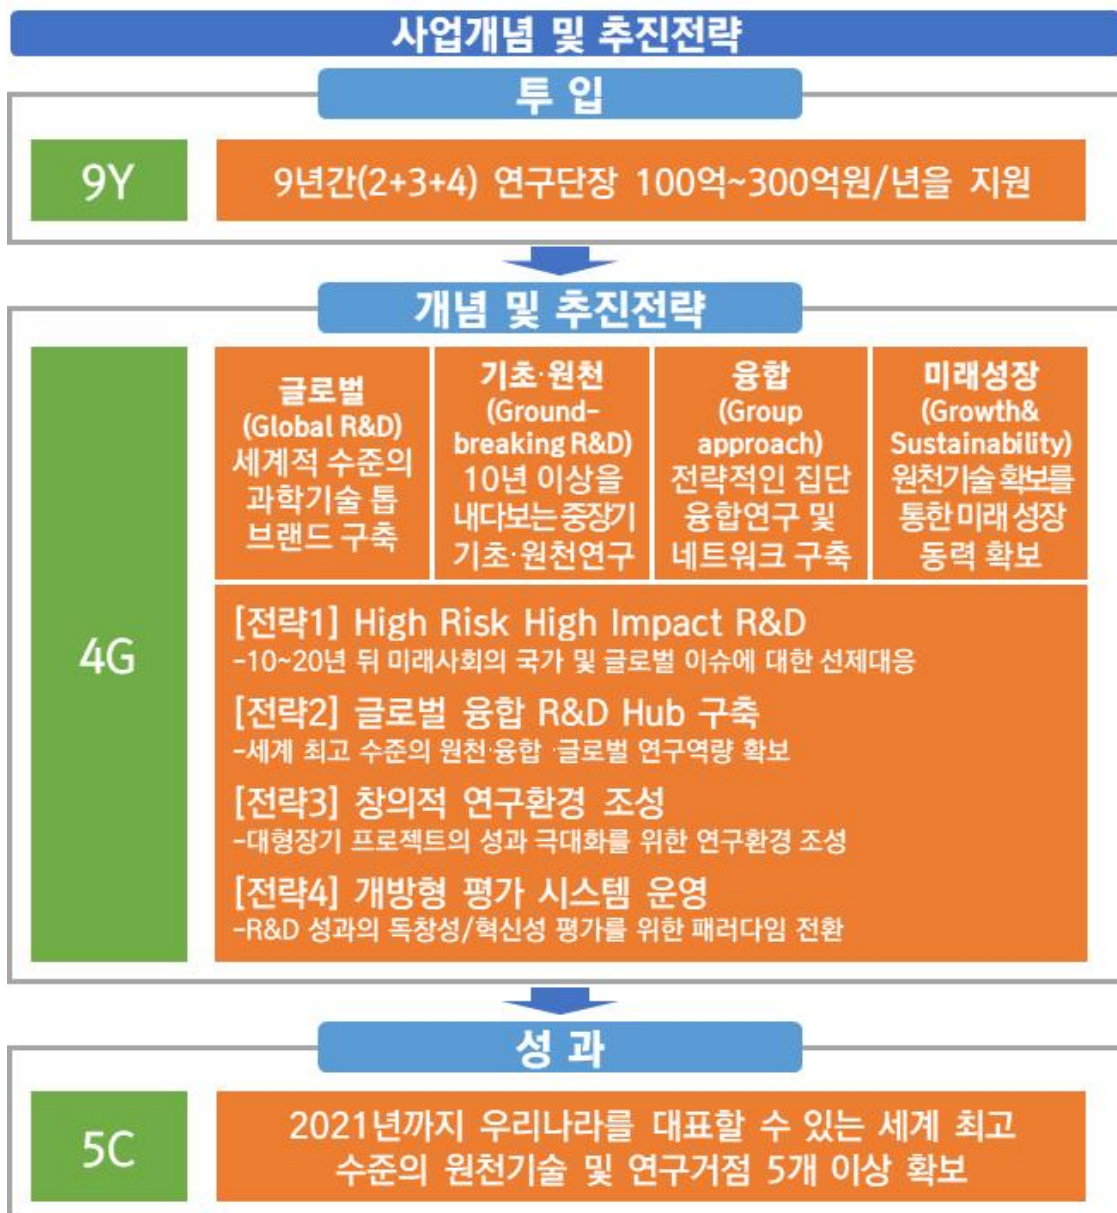 사업개념 및 추진전략
투 입
9Y
9년간(2+3+4) 연구단장 100억~300억원/년을 지원
개념 및 추진전략
4G
글로벌
(Global R&D)
세계적 수준의
과학기술 톱
브랜드 구축
기초·원천
(Ground-
breaking R&D)
10년 이상을
내다보는 중장기
기초·원천연구
융합
(Group
approach)
전략적인 집단
융합연구 및
네트워크 구축
미래성장
(Growth&
Sustainability)
원천기술 확보를
통한 미래 성장
동력 확보
[전략1] High Risk High Impact R&D
-10~20년 뒤 미래사회의 국가 및 글로벌 이슈에 대한 선제대응
[전략2] 글로벌 융합 R&D Hub 구축
-세계 최고 수준의 원천·융합 ·글로벌 연구역량 확보
[전략3] 창의적 연구환경 조성
-대형장기 프로젝트의 성과 극대화를 위한 연구환경 조성
[전략4] 개방형 평가 시스템 운영
-R&D 성과의 독창성/혁신성 평가를 위한 패러다임 전환
성 과
5C
2021년까지 우리나라를 대표할 수 있는 세계 최고
수준의 원천기술 및 연구거점 5개 이상 확보